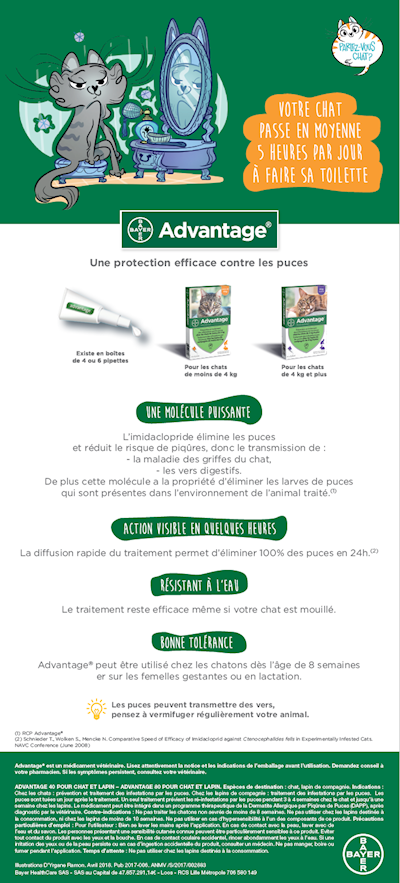 PARLEZ-VOUS
CHAT?
VOTRE CHAT
PASSE EN MOYENNE
5 HEURES PAR JOUR
À FAIRE SA TOILETTE
BAYER
Advantage®
Une protection efficace contre les puces
Existe en boîtes
de 4 ou 6 pipettes
Advantage
Advantage
Pour les chats
de moins de 4 kg
Pour les chats
de 4 kg et plus
UNE MOLÉCULE PUISSANTE
L'imidaclopride élimine les puces
et réduit le risque de piqûres, donc le transmission de :
- la maladie des griffes du chat,
- les vers digestifs.
De plus cette molécule a la propriété d'éliminer les larves de puces
qui sont présentes dans l'environnement de l'animal traité.(1)
ACTION VISIBLE EN QUELQUES HEURES
La diffusion rapide du traitement permet d'éliminer 100% des puces en 24h.(2)
RÉSISTANT À L'EAU
Le traitement reste efficace même si votre chat est mouillé.
BONNE TOLÉRANCE
Advantage® peut être utilisé chez les chatons dès l'âge de 8 semaines
er sur les femelles gestantes ou en lactation.
Les puces peuvent transmettre des vers,
pensez à vermifuger régulièrement votre animal.
(1) RCP Advantage®
(2) Schnieder T., Wolken S., Mencke N. Comparative Speed of Efficacy of Imidacloprid against Ctenocephalides felis in Experimentally Infested Cats.
NAVC Conference (June 2008)
Advantage® est un médicament vétérinaire. Lisez attentivement la notice et les indications de l'emballage avant l'utilisation. Demandez conseil à
votre pharmacien. Si les symptômes persistent, consultez votre vétérinaire.
ADVANTAGE 40 POUR CHAT ET LAPIN – ADVANTAGE 80 POUR CHAT ET LAPIN. Espèces de destination : chat, lapin de compagnie. Indications :
Chez les chats : prévention et traitement des infestations par les puces. Chez les lapins de compagnie : traitement des infestations par les puces. Les
puces sont tuées un jour après le traitement. Un seul traitement prévient les ré-infestations par les puces pendant 3 à 4 semaines chez le chat et jusqu'à une
semaine chez les lapins. Le médicament peut être intégré dans un programme thérapeutique de la Dermatite Allergique par Piqûres de Puces (DAPP), après
diagnostic par le vétérinaire. Contre-indications : Ne pas traiter les chatons non sevrés de moins de 8 semaines. Ne pas utiliser chez les lapins destinés à
la consommation, ni chez les lapins de moins de 10 semaines. Ne pas utiliser en cas d'hypersensibilité à l'un des composants de ce produit. Précautions
particulières d'emploi : Pour l'utilisateur : Bien se laver les mains après l'application. En cas de contact avec la peau, laver avec de
l'eau et du savon. Les personnes présentant une sensibilité cutanée connue peuvent être particulièrement sensibles à ce produit. Eviter
tout contact du produit avec les yeux et la bouche. En cas de contact oculaire accidentel, rincer abondamment les yeux à l'eau. Si une
irritation des yeux ou de la peau persiste ou en cas d'ingestion accidentelle du produit, consulter un médecin. Ne pas manger, boire ou
fumer pendant l'application. Temps d'attente : Ne pas utiliser chez les lapins destinés à la consommation.
Illustrations D'Ygrane Ramon. Avril 2018. Pub 2017-006.
Bayer HealthCare SAS – SAS au Capital de 47.857.291,14€ – Loos – RCS Lille Métropole 706 580 149
BAYER